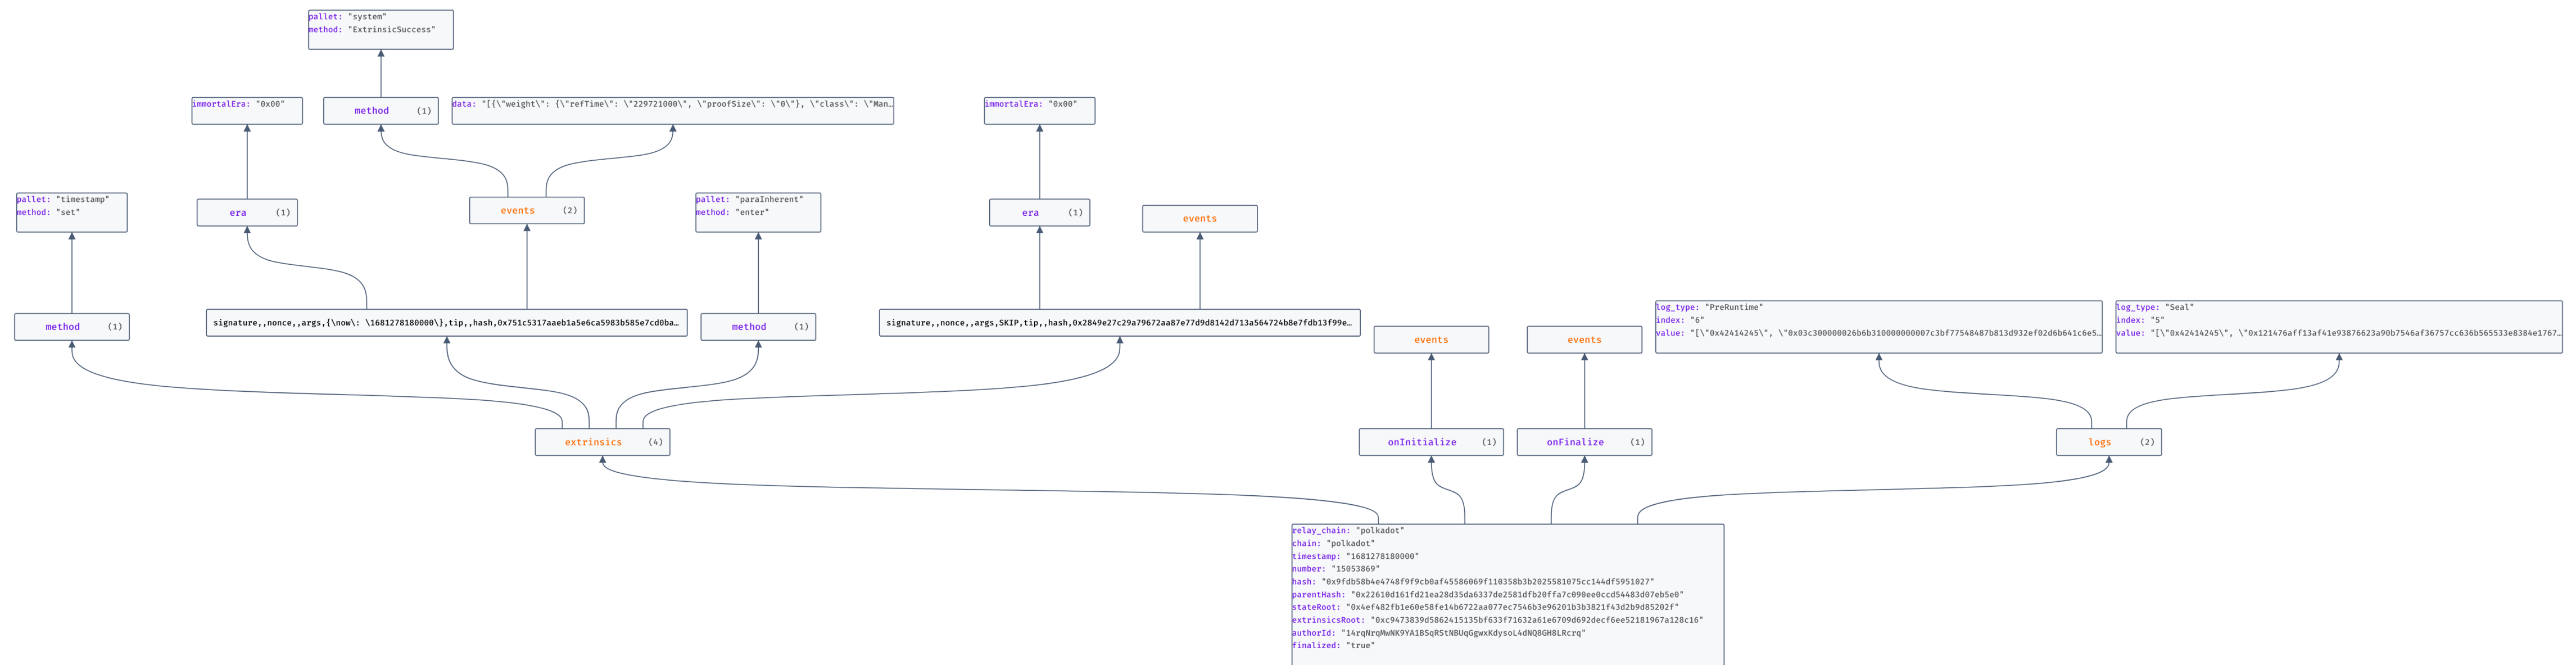 pallet: "system"
method: "ExtrinsicSuccess"
immortalEra: "0x00"
method (1)
data: "[{\"weight\": {\"refTime\": \"229721000\", \"proofSize\": \"0\"}, \"class\": \"Man…
immortalEra: "0x00"
pallet: "timestamp"
method: "set"
era (1)
events (2)
pallet: "paraInherent"
method: "enter"
era (1)
events
method (1)
signature,,nonce,,args,{\now\: \1681278180000\},tip,,hash,0x751c5317aaeb1a5e6ca5983b585e7cd0ba…
method (1)
signature,,nonce,,args,SKIP,tip,,hash,0x2849e27c29a79672aa87e77d9d8142d713a564724b8e7fdb13f99e…
events
events
log_type: "PreRuntime"
index: "6"
value: "[\"0x42414245\", \"0x03c300000026b6b310000000007c3bf77548487b813d932ef02d6b641c6e5…
log_type: "Seal"
index: "5"
value: "[\"0x42414245\", \"0x121476aff13af41e93876623a90b7546af36757cc636b565533e8384e1767…
extrinsics (4)
onInitialize (1)
onFinalize (1)
logs (2)
relay_chain: "polkadot"
chain: "polkadot"
timestamp: "1681278180000"
number: "15053869"
hash: "0x9fdb58b4e4748f9f9cb0af45586069f110358b3b2025581075cc144df5951027"
parentHash: "0x22610d161fd21ea28d35da6337de2581dfb20ffa7c090ee0ccd54483d07eb5e0"
stateRoot: "0x4ef482fb1e60e58fe14b6722aa077ec7546b3e96201b3b3821f43d2b9d85202f"
extrinsicsRoot: "0xc9473839d5862415135bf633f71632a61e6709d692decf6ee52181967a128c16"
authorId: "14rqNrqMwNK9YA1BSqRStNBUqGgwxKdysoL4dNQ8GH8LRcrq"
finalized: "true"